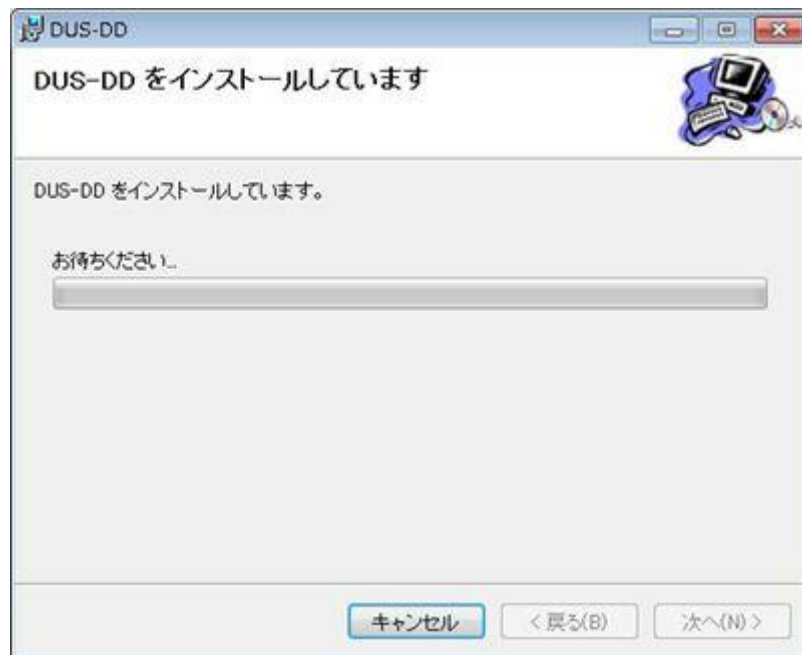 DUS-DD
DUS-DD をインストールしています
DUS-DD をインストールしています。
お待ちください...
キャンセル
< 戻る(B)
次へ(N) >